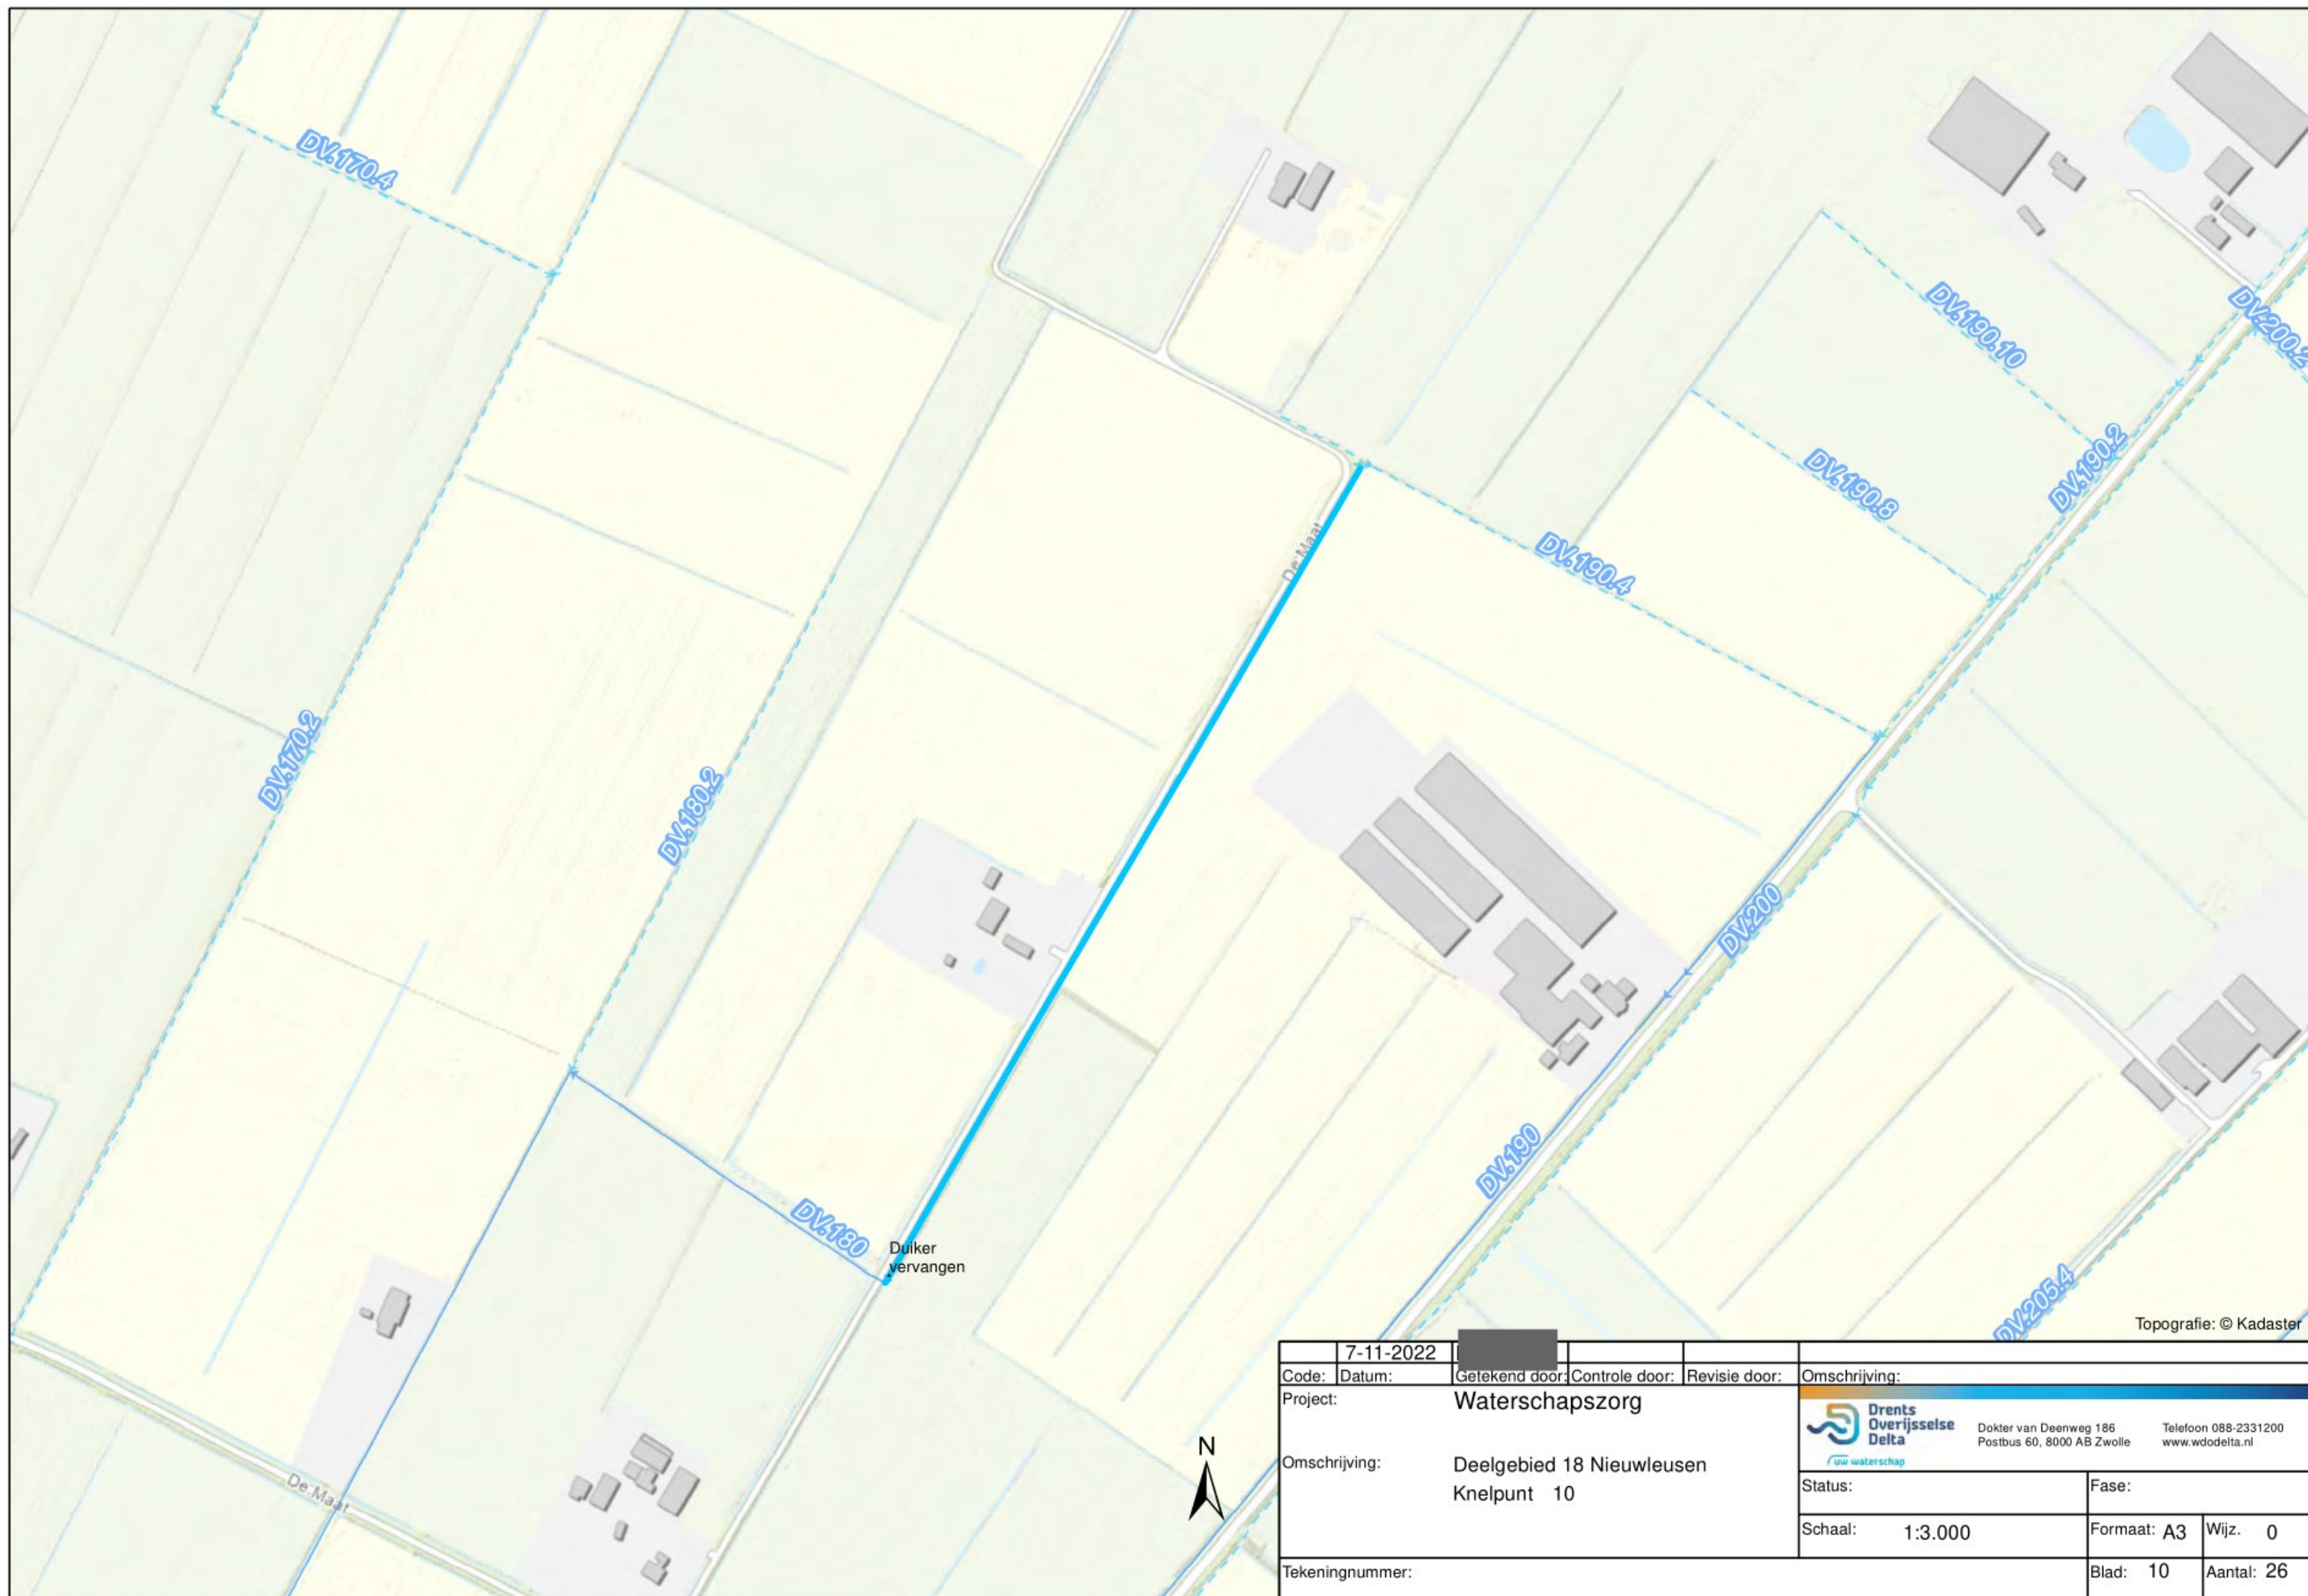 DV.170.4
DV.190.10
DV.200.2
DV.190.2
DV.190.8
De Maat
DV.190.4
DV.170.2
DV.180.2
DV.200
DV.190
DV.180
Duiker
vervangen
DV.205.4
De Maat
Topografie: © Kadaster
N
7-11-2022
Code: Datum: Getekend door: Controle door: Revisie door: Omschrijving:
Project: Waterschapszorg
Omschrijving: Deelgebied 18 Nieuwleusen
Knelpunt 10
Drents
Overijsselse
Delta
uw waterschap
Dokter van Deenweg 186
Postbus 60, 8000 AB Zwolle
Telefoon 088-2331200
www.wdodelta.nl
Status: Fase:
Schaal: 1:3.000 Formaat: A3 Wijz. 0
Tekeningnummer: Blad: 10 Aantal: 26